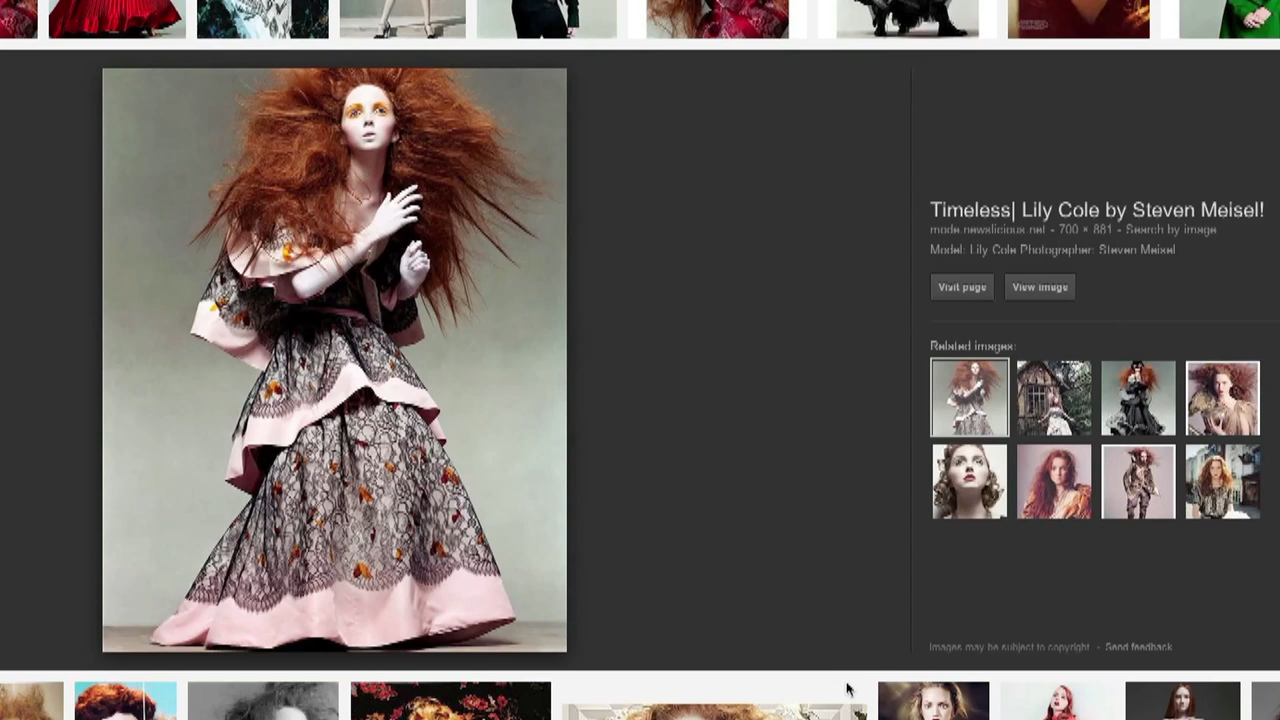 Timeless| Lily Cole by Steven Meisel!
mode.newslicious.net - 700 × 881 - Search by image
Model: Lily Cole Photographer: Steven Meisel
Visit page
View image
Related images:
Images may be subject to copyright. - Send feedback